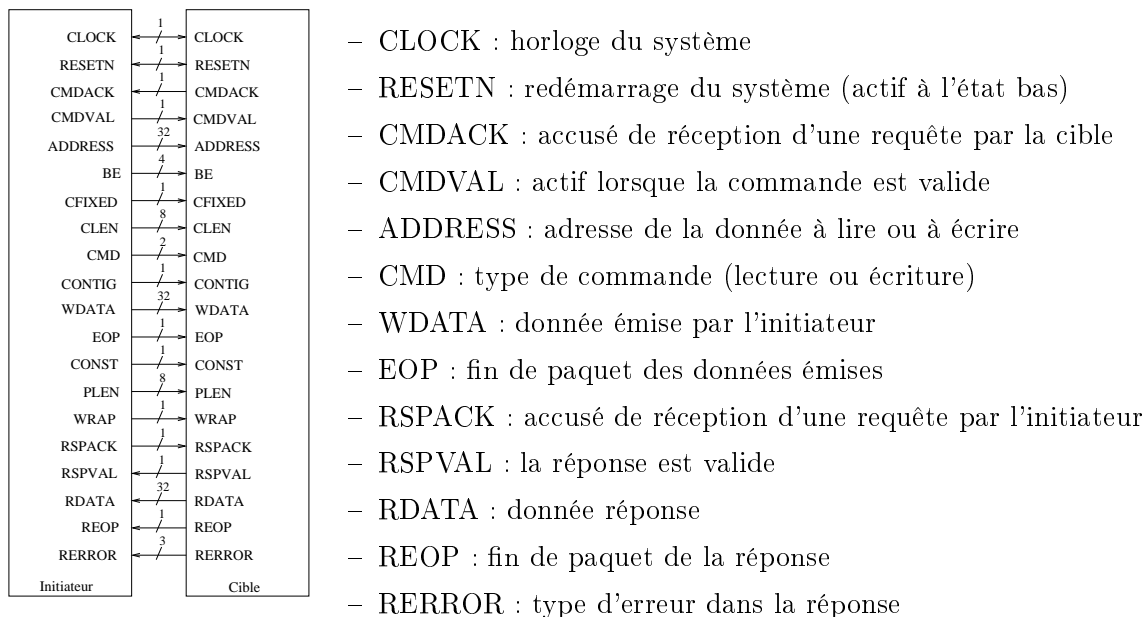 1
CLOCK CLOCK
1
RESETN RESETN
1
CMDACK CMDACK
1
CMDVAL CMDVAL
32
ADDRESS ADDRESS
4
BE BE
1
CFIXED CFIXED
8
CLEN CLEN
2
CMD CMD
1
CONTIG CONTIG
32
WDATA WDATA
1
EOP EOP
1
CONST CONST
8
PLEN PLEN
1
WRAP WRAP
1
RSPACK RSPACK
1
RSPVAL RSPVAL
32
RDATA RDATA
1
REOP REOP
3
RERROR RERROR
Initiateur Cible
– CLOCK : horloge du système
– RESETN : redémarrage du système (actif à l'état bas)
– CMDACK : accusé de réception d'une requête par la cible
– CMDVAL : actif lorsque la commande est valide
– ADDRESS : adresse de la donnée à lire ou à écrire
– CMD : type de commande (lecture ou écriture)
– WDATA : donnée émise par l'initiateur
– EOP : fin de paquet des données émises
– RSPACK : accusé de réception d'une requête par l'initiateur
– RSPVAL : la réponse est valide
– RDATA : donnée réponse
– REOP : fin de paquet de la réponse
– RERROR : type d'erreur dans la réponse